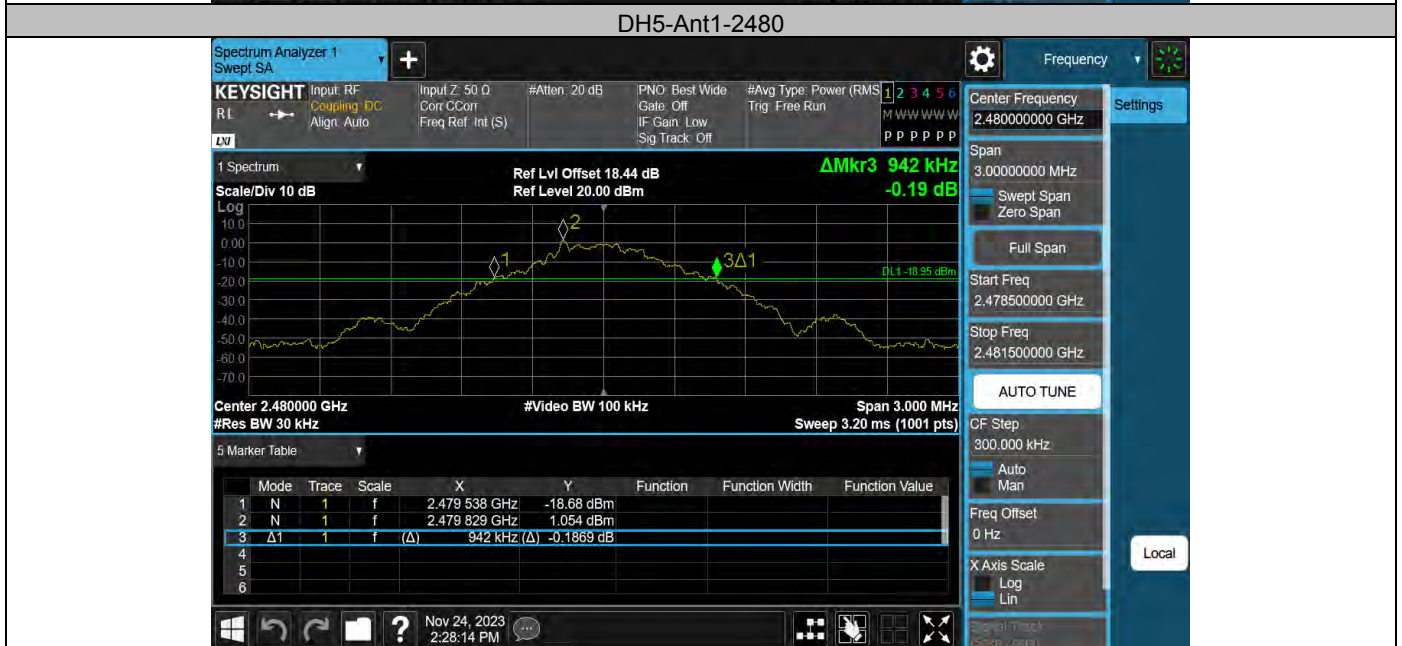 DH5-Ant1-2480
Spectrum Analyzer 1
Swept SA
+
Frequency
KEYSIGHT
RL
LXI
Input: RF
Coupling: DC
Align: Auto
Input Z: 50 Ω
Corr CCorr
Freq Ref: Int (S)
#Atten: 20 dB
PNO: Best Wide
Gate: Off
IF Gain: Low
Sig Track: Off
#Avg Type: Power (RMS
Trig: Free Run
1 2 3 4 5 6
M W W W W W
P P P P P P
Settings
1 Spectrum
Scale/Div 10 dB
Ref Lvl Offset 18.44 dB
Ref Level 20.00 dBm
ΔMkr3 942 kHz
-0.19 dB
Log
10.0
0.00
-10.0
-20.0
-30.0
-40.0
-50.0
-60.0
-70.0
1
2
3Δ1
DL1 -18.95 dBm
Center 2.480000 GHz
#Res BW 30 kHz
#Video BW 100 kHz
Span 3.000 MHz
Sweep 3.20 ms (1001 pts)
5 Marker Table
Mode Trace Scale X Y Function Function Width Function Value
1 N 1 f 2.479 538 GHz -18.68 dBm
2 N 1 f 2.479 829 GHz 1.054 dBm
3 Δ1 1 f (Δ) 942 kHz (Δ) -0.1869 dB
4
5
6
Center Frequency
2.480000000 GHz
Span
3.00000000 MHz
Swept Span
Zero Span
Full Span
Start Freq
2.478500000 GHz
Stop Freq
2.481500000 GHz
AUTO TUNE
CF Step
300.000 kHz
Auto
Man
Freq Offset
0 Hz
X Axis Scale
Log
Lin
Signal Track
Local
?
Nov 24, 2023
2:28:14 PM